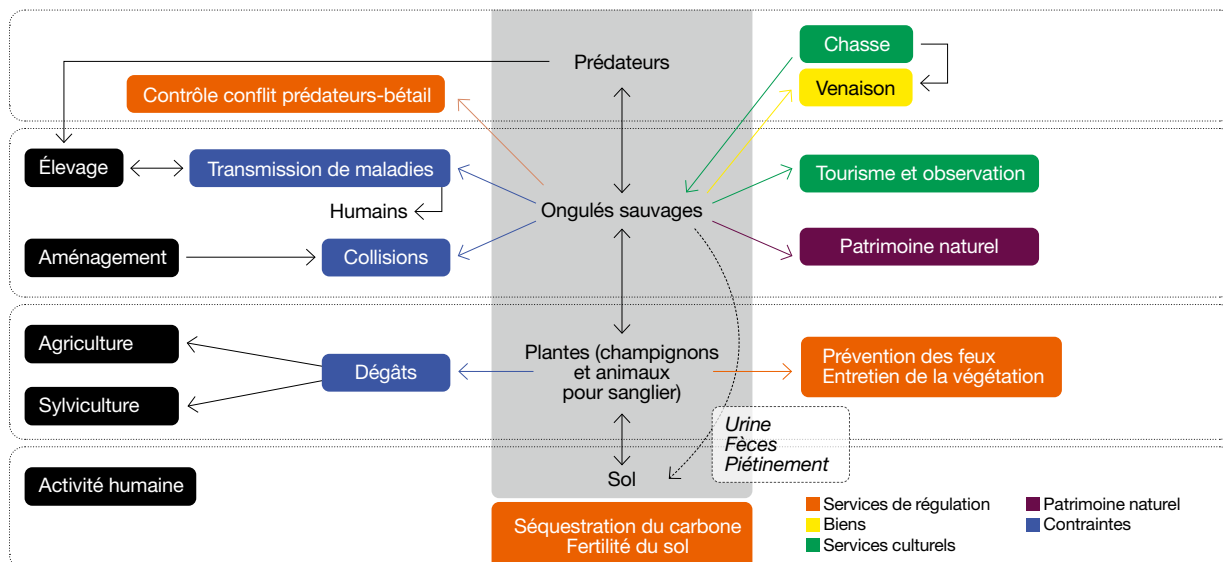 Prédateurs
Chasse
Contrôle conflit prédateurs-bétail
Venaison
Élevage
Transmission de maladies
Tourisme et observation
Humains
Ongulés sauvages
Aménagement
Collisions
Patrimoine naturel
Agriculture
Plantes (champignons
et animaux
pour sanglier)
Dégâts
Prévention des feux
Entretien de la végétation
Sylviculture
Urine
Fèces
Piétinement
Sol
Activité humaine
Séquestration du carbone
Fertilité du sol
Services de régulation
Biens
Services culturels
Patrimoine naturel
Contraintes